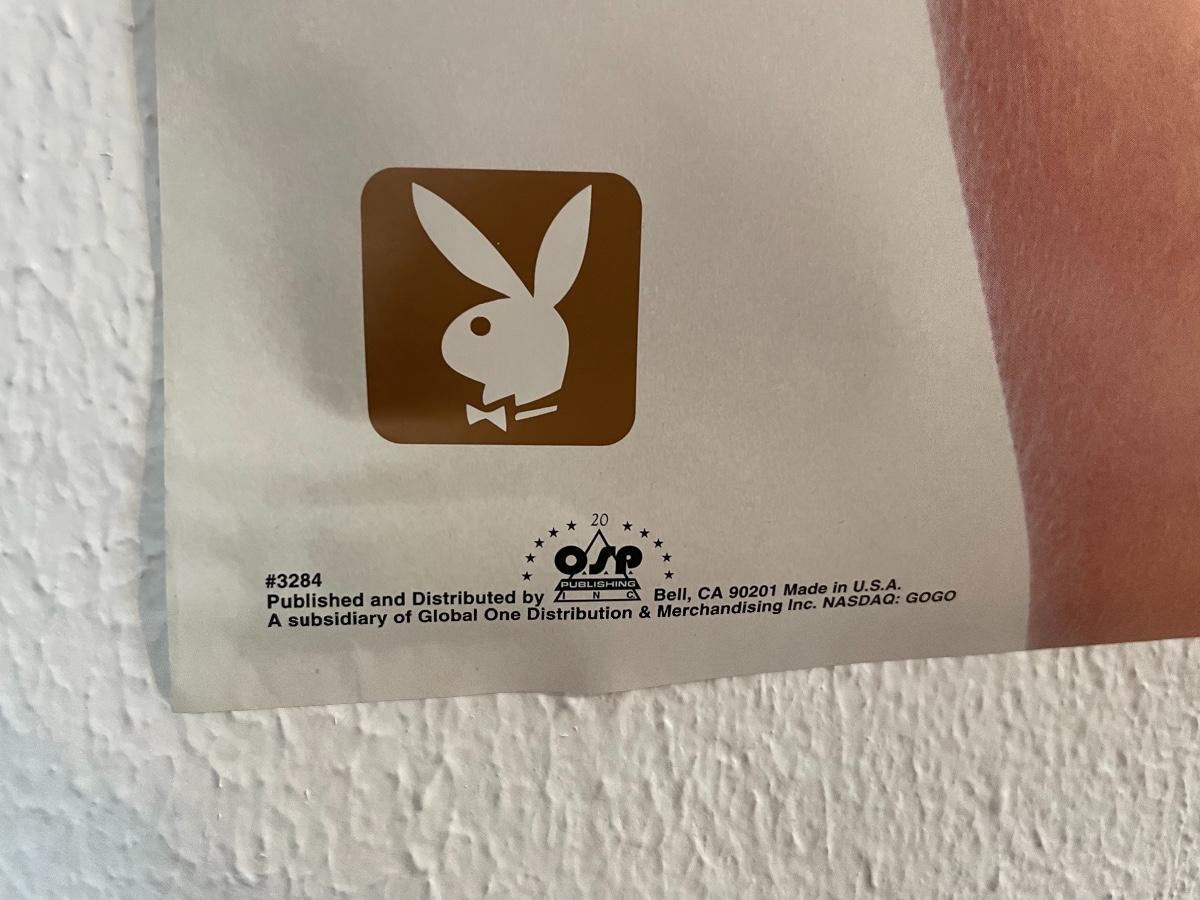 20
OSP
PUBLISHING
INC
#3284
Published and Distributed by Bell, CA 90201 Made in U.S.A.
A subsidiary of Global One Distribution & Merchandising Inc. NASDAQ: GOGO